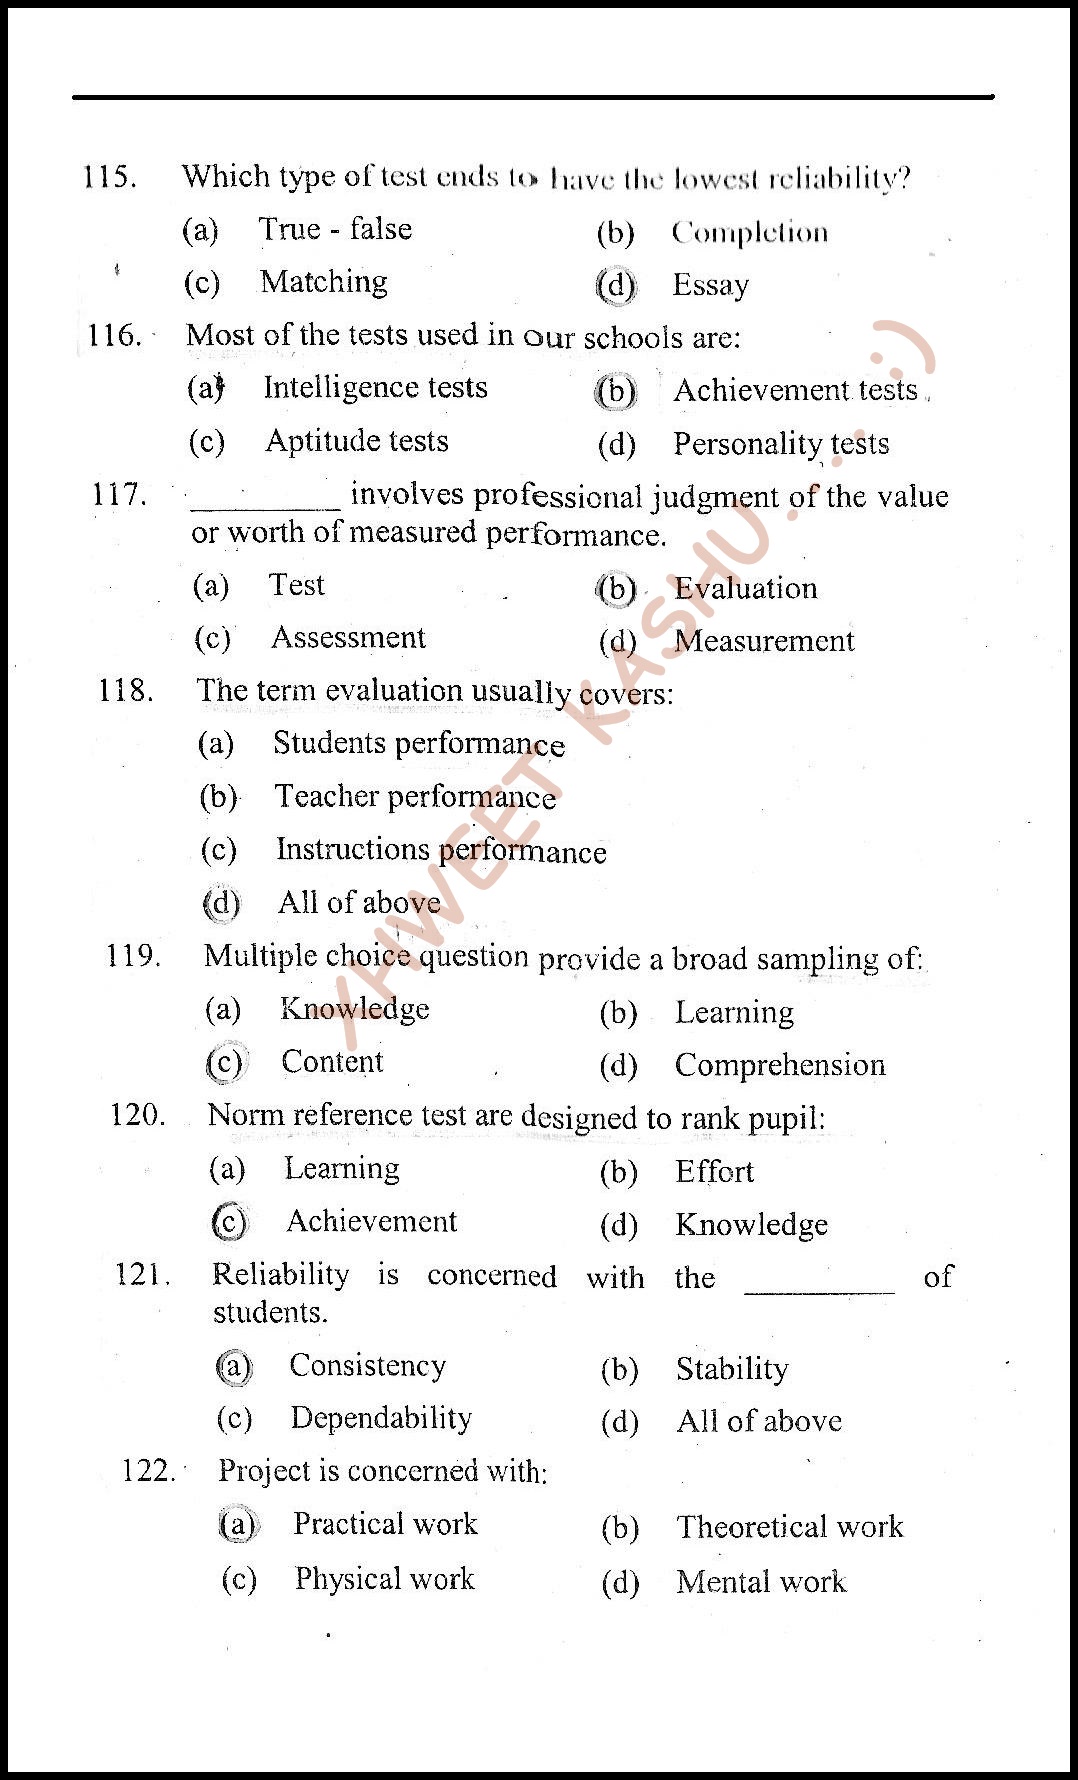 115. Which type of test ends to have the lowest reliability?
(a) True - false (b) Completion
(c) Matching (d) Essay
116. Most of the tests used in our schools are:
(a) Intelligence tests (b) Achievement tests
(c) Aptitude tests (d) Personality tests
117. __________ involves professional judgment of the value
or worth of measured performance.
(a) Test (b) Evaluation
(c) Assessment (d) Measurement
118. The term evaluation usually covers:
(a) Students performance
(b) Teacher performance
(c) Instructions performance
(d) All of above
119. Multiple choice question provide a broad sampling of:
(a) Knowledge (b) Learning
(c) Content (d) Comprehension
120. Norm reference test are designed to rank pupil:
(a) Learning (b) Effort
(c) Achievement (d) Knowledge
121. Reliability is concerned with the __________ of
students.
(a) Consistency (b) Stability
(c) Dependability (d) All of above
122. Project is concerned with:
(a) Practical work (b) Theoretical work
(c) Physical work (d) Mental work
XHWEET KASHU.... :)